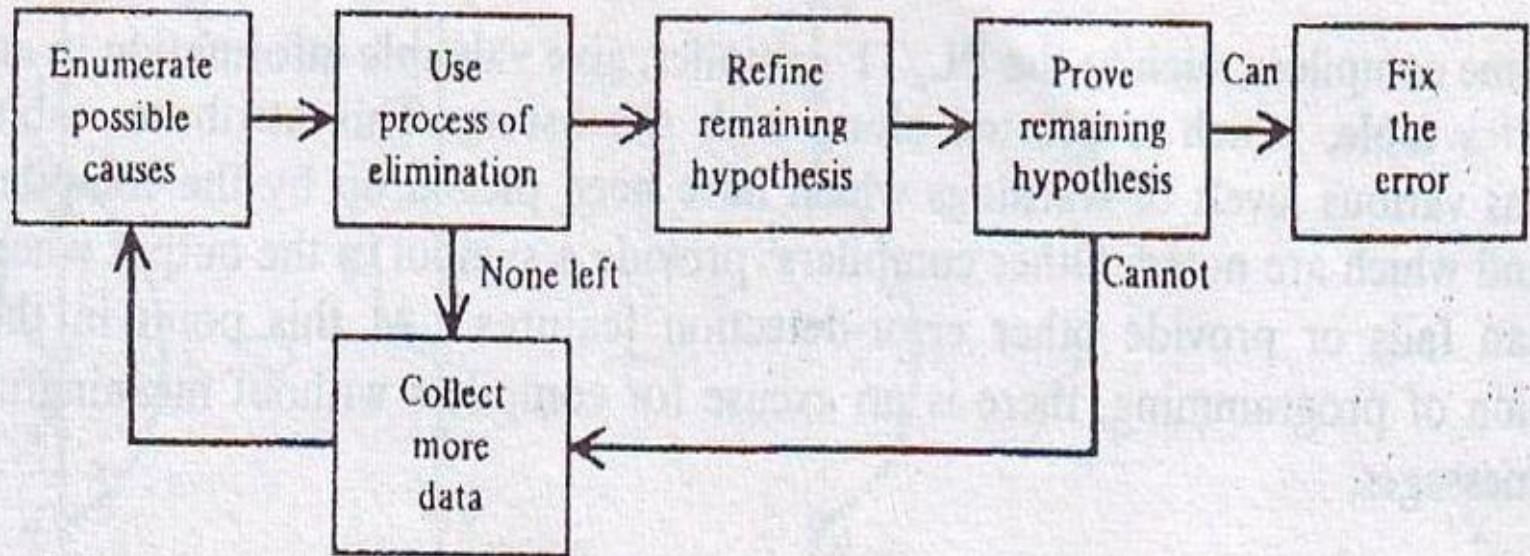 Enumerate
possible
causes
Use
process of
elimination
Refine
remaining
hypothesis
Prove
remaining
hypothesis
Can
Fix
the
error
None left
Cannot
Collect
more
data